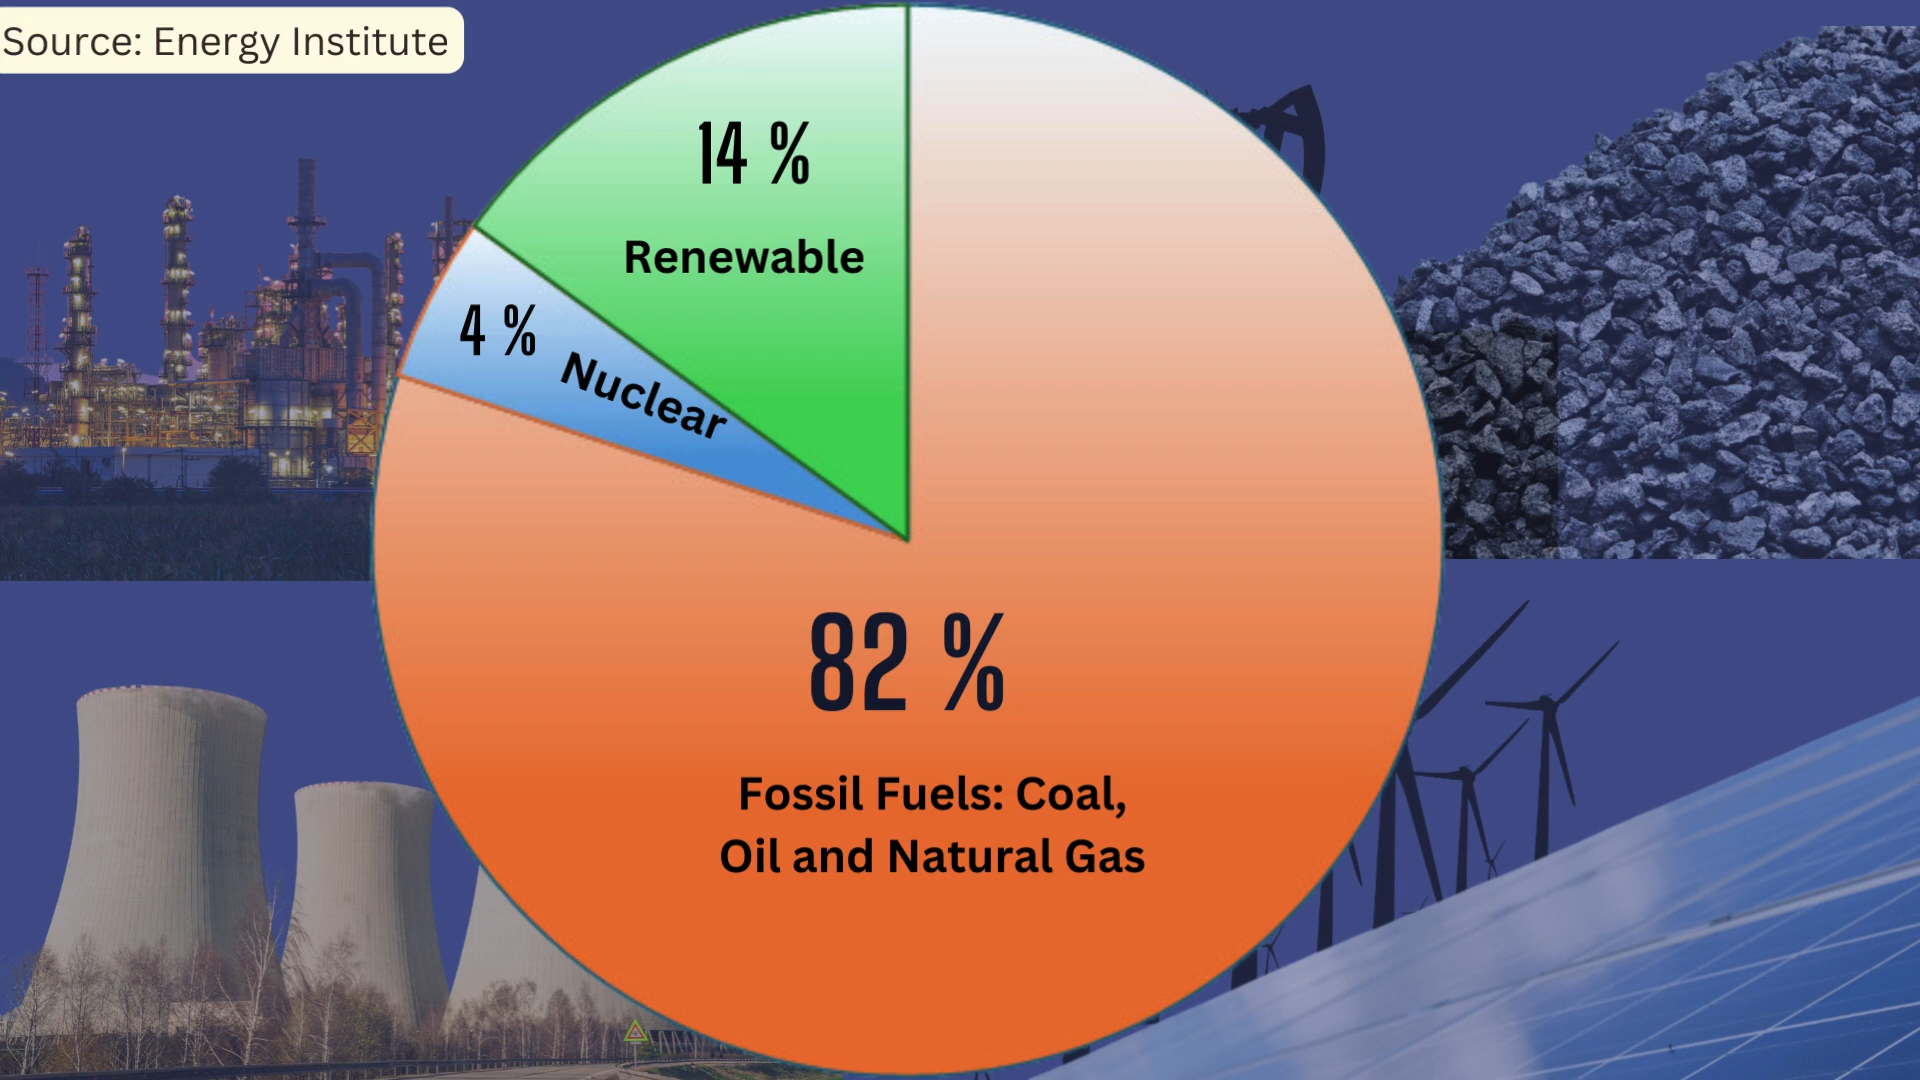 Source: Energy Institute
14 %
Renewable
4 %
Nuclear
82 %
Fossil Fuels: Coal,
Oil and Natural Gas